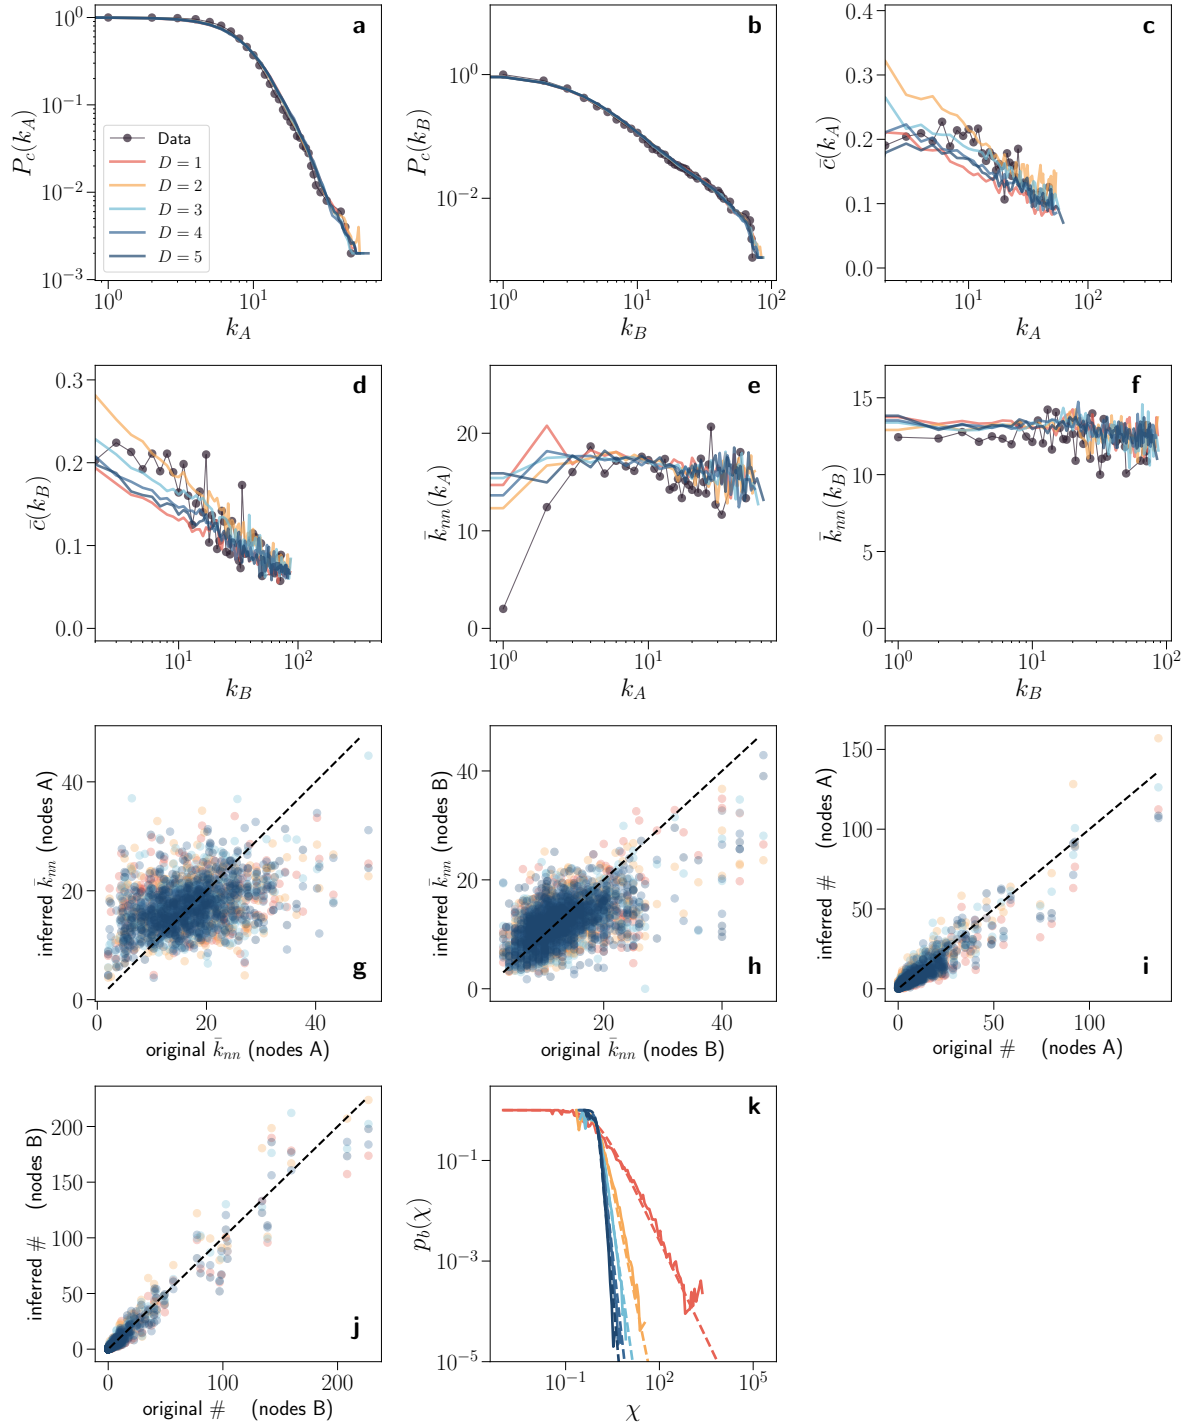 a
10^0
10^{-1}
10^{-2}
10^{-3}
P_c(k_A)
Data
D = 1
D = 2
D = 3
D = 4
D = 5
10^0
10^1
k_A
b
10^0
10^{-2}
P_c(k_B)
10^0
10^1
10^2
k_B
c
0.4
0.3
0.2
0.1
0.0
c̄(k_A)
10^1
10^2
k_A
d
0.3
0.2
0.1
0.0
c̄(k_B)
10^1
10^2
k_B
e
20
10
0
k̄_{nn}(k_A)
10^0
10^1
k_A
f
15
10
5
0
k̄_{nn}(k_B)
10^0
10^1
10^2
k_B
40
20
0
inferred k̄_{nn} (nodes A)
g
0
20
40
original k̄_{nn} (nodes A)
40
20
0
inferred k̄_{nn} (nodes B)
h
20
40
original k̄_{nn} (nodes B)
150
100
50
0
inferred # (nodes A)
i
0
50
100
original # (nodes A)
200
150
100
50
0
inferred # (nodes B)
j
0
100
200
original # (nodes B)
k
10^{-1}
10^{-3}
10^{-5}
p_b(χ)
10^{-1}
10^2
10^5
χ